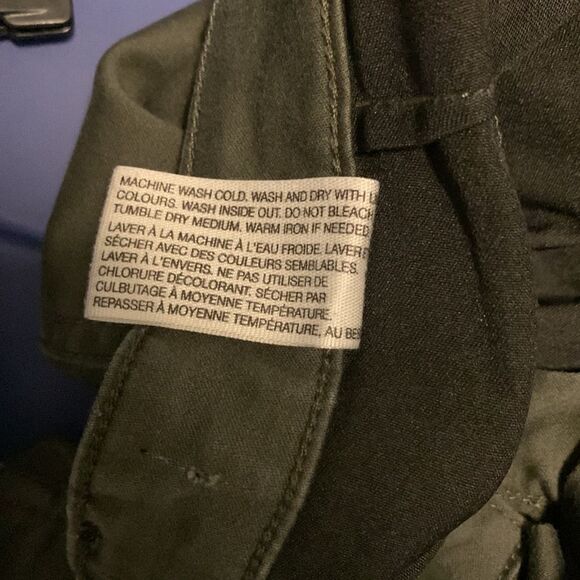 MACHINE WASH COLD. WASH AND DRY WITH
COLOURS. WASH INSIDE OUT. DO NOT BLEACH
TUMBLE DRY MEDIUM. WARM IRON IF NEEDED.
LAVER À LA MACHINE À L'EAU FROIDE. LAVER
SÉCHER AVEC DES COULEURS SEMBLABLES.
LAVER À L'ENVERS. NE PAS UTILISER DE
CHLORURE DÉCOLORANT. SÉCHER PAR
CULBUTAGE À MOYENNE TEMPÉRATURE.
REPASSER À MOYENNE TEMPÉRATURE, AU